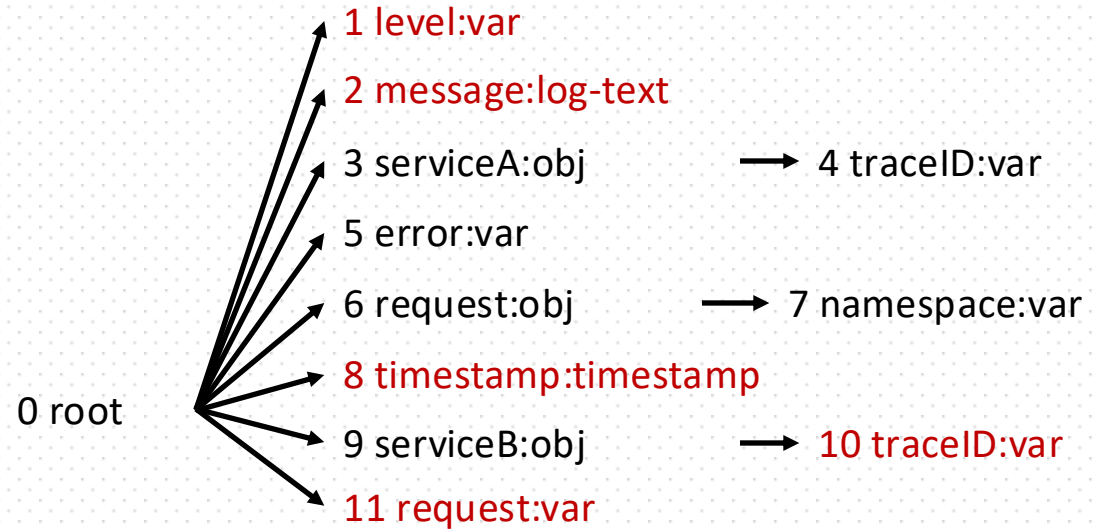 1 level:var
2 message:log-text
3 serviceA:obj
4 traceID:var
5 error:var
6 request:obj
7 namespace:var
8 timestamp:timestamp
0 root
9 serviceB:obj
10 traceID:var
11 request:var